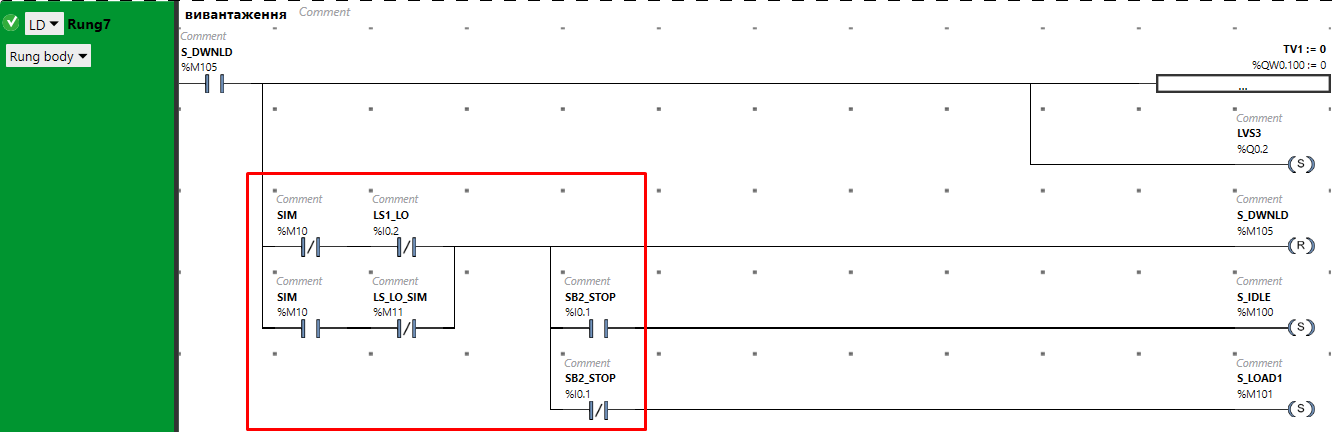 LD Rung7
вивантаження Comment
Rung body
Comment
S_DWNLD
%M105
TV1 := 0
%QW0.100 := 0
...
Comment
LVS3
%Q0.2
S
Comment Comment Comment
SIM LS1_LO S_DWNLD
%M10 %I0.2 %M105
/ / R
Comment Comment Comment Comment
SIM LS_LO_SIM SB2_STOP S_IDLE
%M10 %M11 %I0.1 %M100
/ S
Comment Comment
SB2_STOP S_LOAD1
%I0.1 %M101
/ S